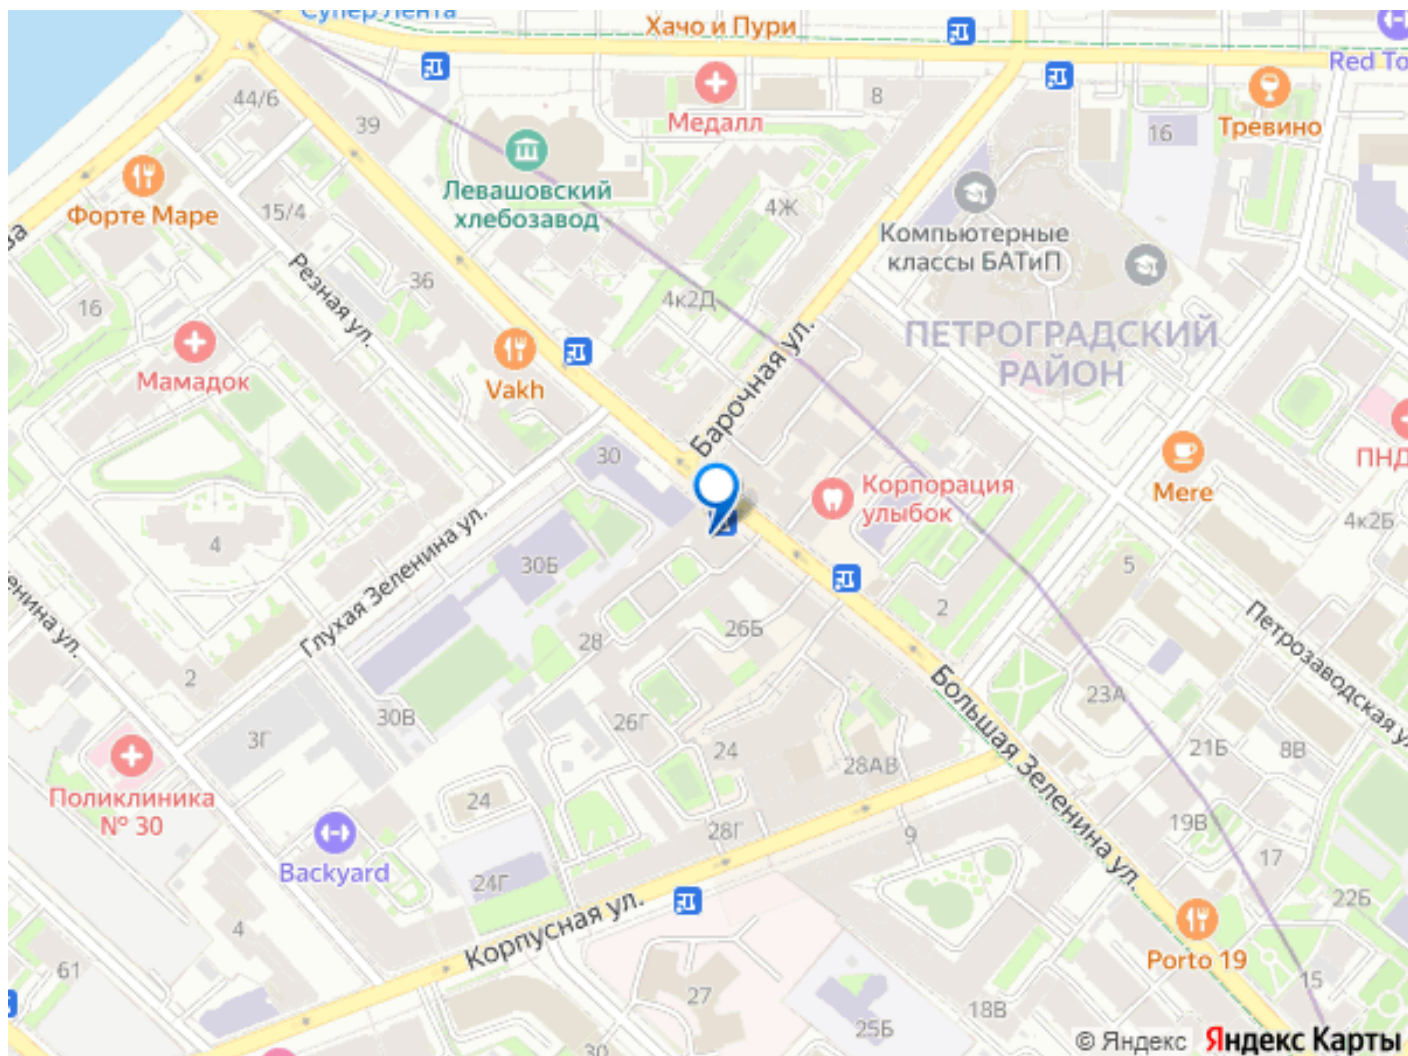 Супер Лента
Хачо и Пури
Red To
44/6
39
Медалл
8
16
Тревино
Форте Маре
15/4
Левашовский
хлебозавод
4Ж
Компьютерные
классы БАТиП
ва
16
Резная ул.
36
4к2Д
ПЕТРОГРАДСКИЙ
РАЙОН
Мамадок
Vakh
Барочная ул.
30
Корпорация
улыбок
Mere
ПНД
4к2Б
4
Глухая Зеленина ул.
30Б
5
2
енина ул.
28
26Б
Петрозаводская ул
2
30В
26Г
Большая Зеленина ул.
23А
3Г
24
28АВ
21Б
8В
Поликлиника
№ 30
24
28Г
9
19В
17
Backyard
24Г
22Б
4
Корпусная ул.
Porto 19
61
27
15
18В
25Б
30
© Яндекс Яндекс Карты